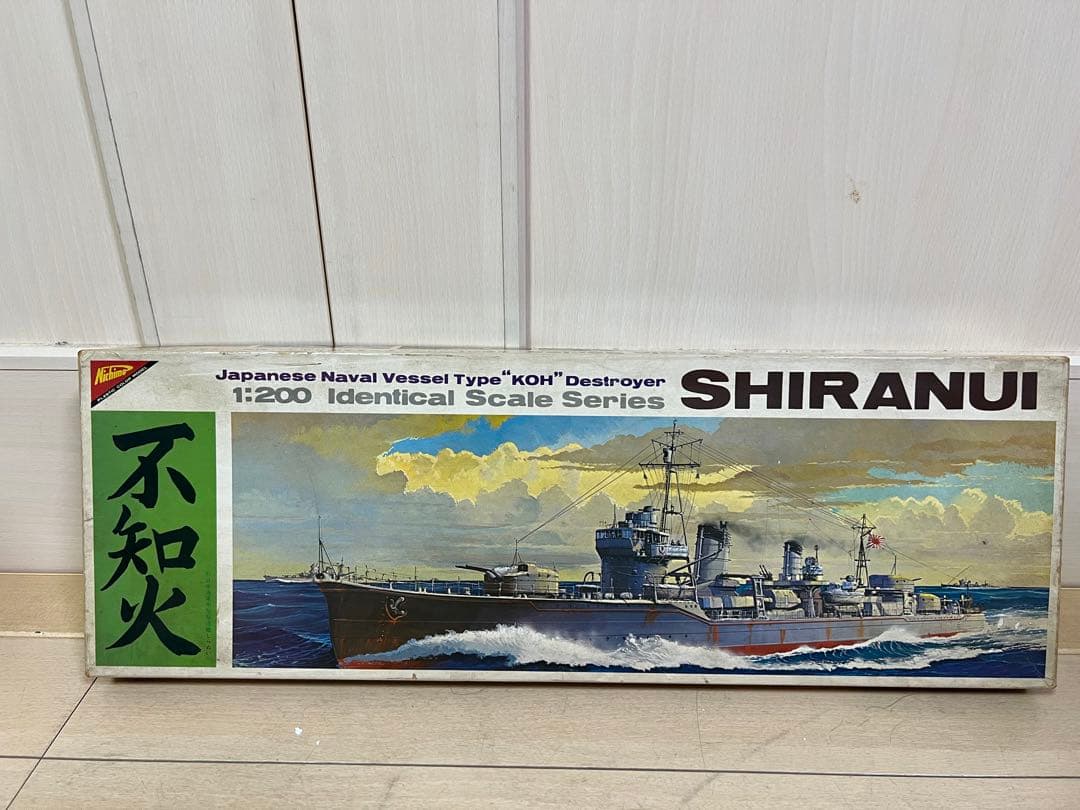 Nichimo
Japanese Naval Vessel Type "KOH" Destroyer
1:200 Identical Scale Series
SHIRANUI
不知火